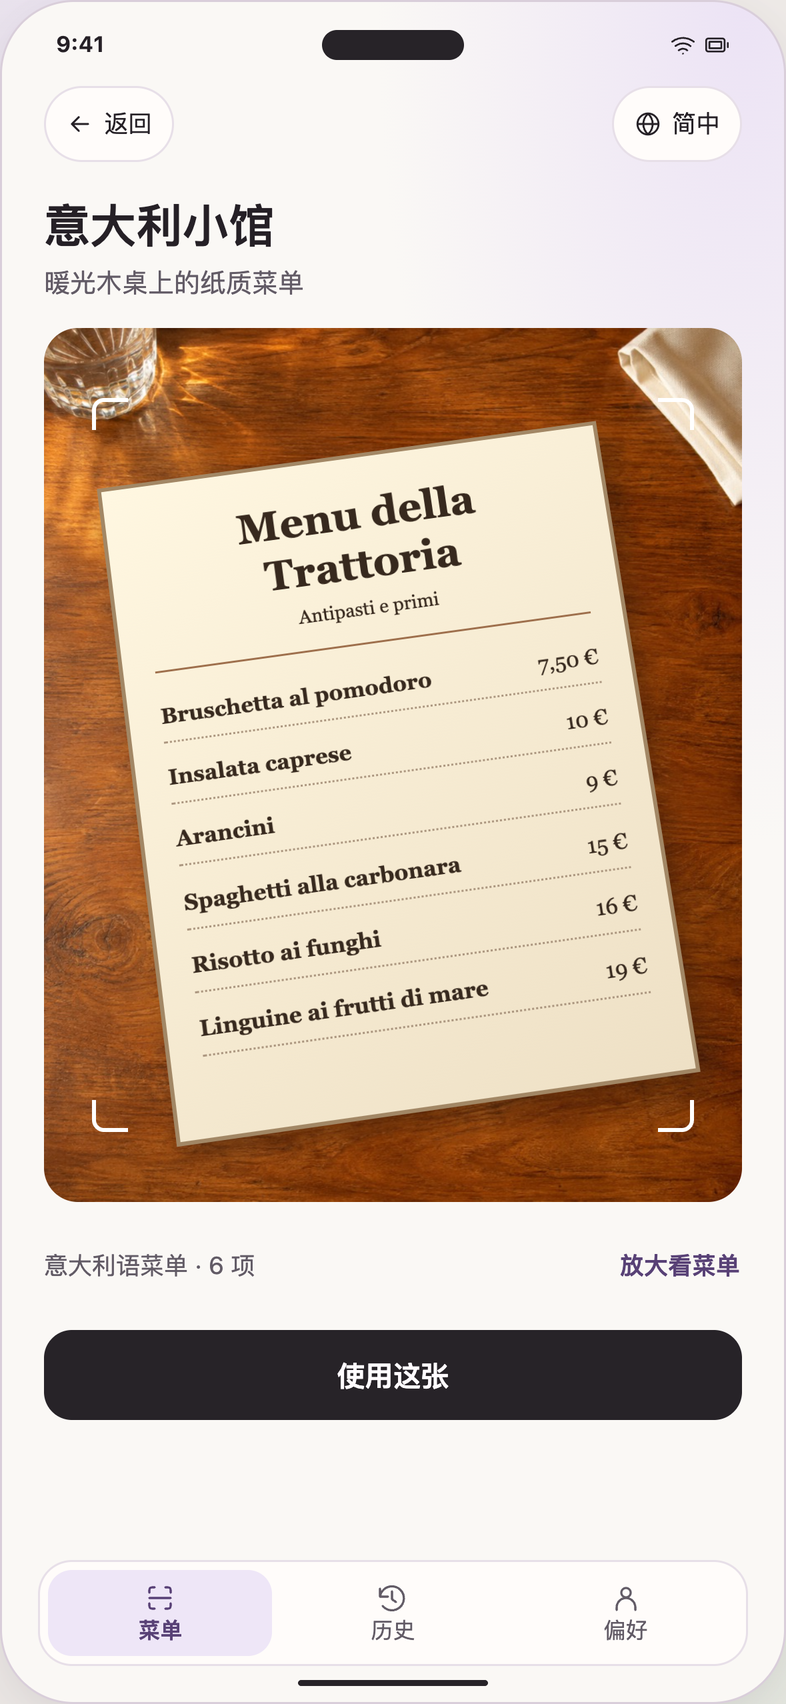 9:41
返回
简中
意大利小馆
暖光木桌上的纸质菜单
Menu della
Trattoria
Antipasti e primi
Bruschetta al pomodoro 7,50 €
Insalata caprese 10 €
Arancini 9 €
Spaghetti alla carbonara 15 €
Risotto ai funghi 16 €
Linguine ai frutti di mare 19 €
意大利语菜单 · 6 项 放大看菜单
使用这张
菜单 历史 偏好